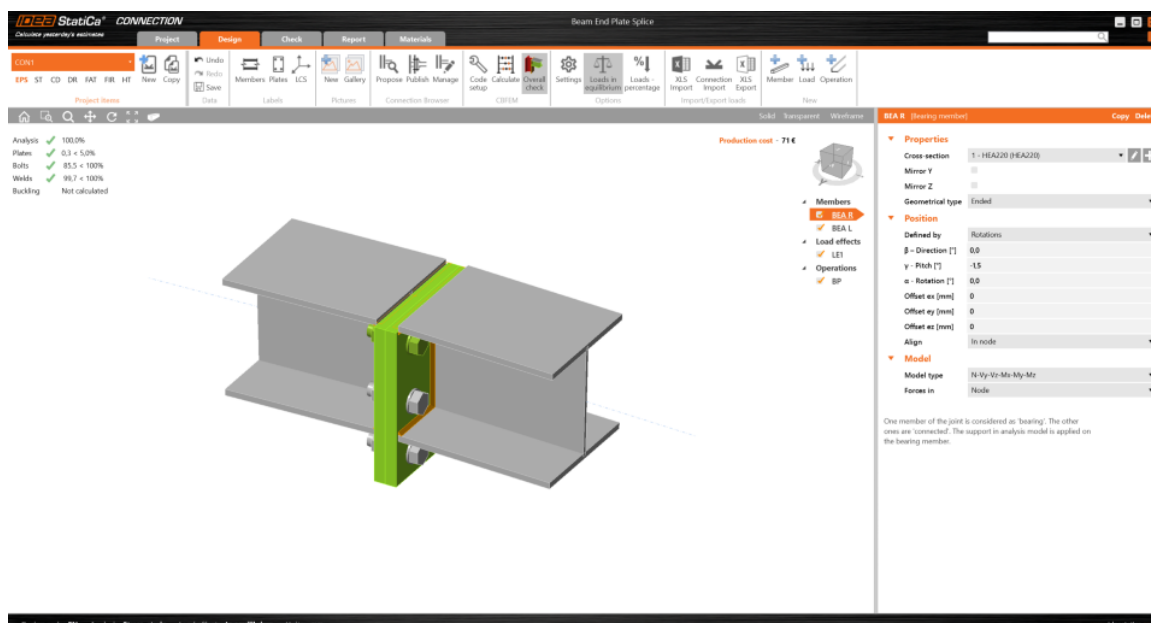 IDEA StatiCa® CONNECTION
Calculate yesterday's estimates
Beam End Plate Splice
Project Design Check Report Materials
CON1
EPS ST CD DR FAT FIR HT
New Copy
Project items
Undo
Redo
Save
Data
Members Plates LCS
Labels
New Gallery
Pictures
Propose Publish Manage
Connection Browser
Code setup Calculate Overall check
CBFEM
Settings Loads in equilibrium Loads - percentage
Options
XLS Import Connection Import XLS Export
Import/Export loads
Member Load Operation
New
Solid Transparent Wireframe
Analysis 100,0%
Plates 0,3 < 5,0%
Bolts 85,5 < 100%
Welds 99,7 < 100%
Buckling Not calculated
Production cost - 71 €
Members
BEA R
BEA L
Load effects
LE1
Operations
BP
BEA R [Bearing member] Copy Dele
Properties
Cross-section 1 - HEA220 (HEA220)
Mirror Y
Mirror Z
Geometrical type Ended
Position
Defined by Rotations
β – Direction [°] 0,0
γ - Pitch [°] -1,5
α - Rotation [°] 0,0
Offset ex [mm] 0
Offset ey [mm] 0
Offset ez [mm] 0
Align In node
Model
Model type N-Vy-Vz-Mx-My-Mz
Forces in Node
One member of the joint is considered as 'bearing'. The other
ones are 'connected'. The support in analysis model is applied on
the bearing member.